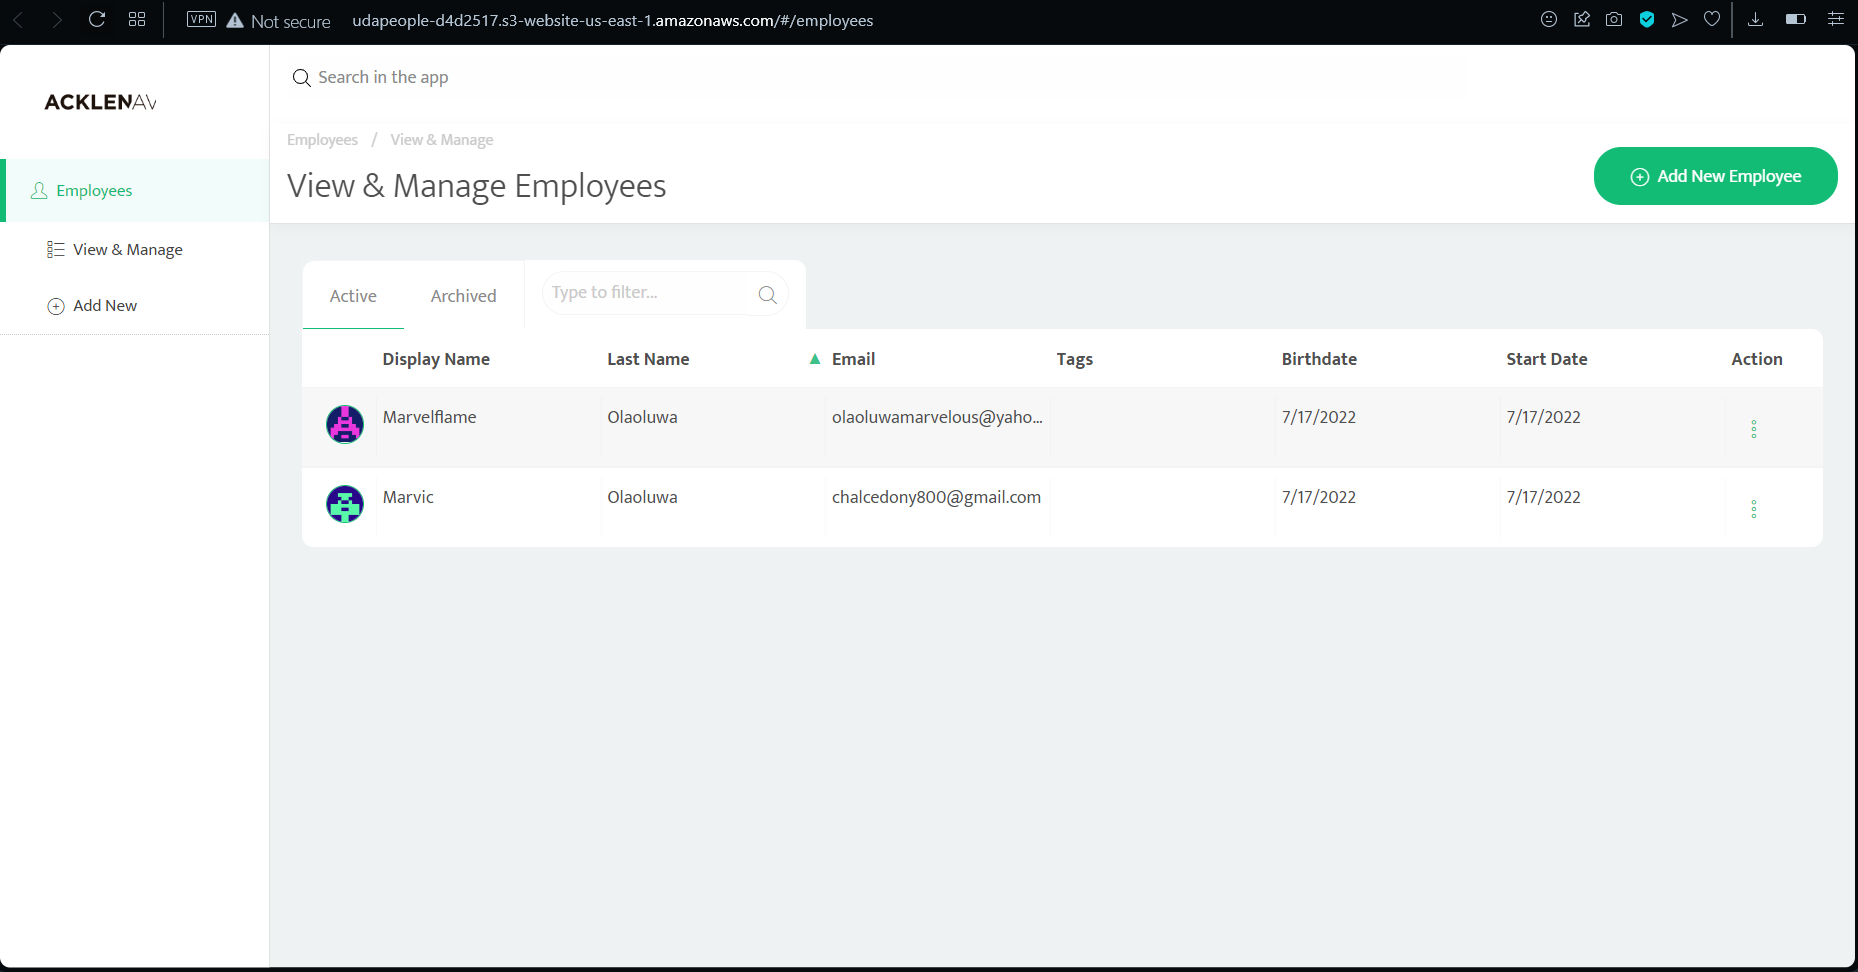 VPN Not secure udapeople-d4d2517.s3-website-us-east-1.amazonaws.com/#/employees
ACKLENAV
Search in the app
Employees / View & Manage
View & Manage Employees
Add New Employee
Employees
View & Manage
Add New
Active Archived Type to filter...
Display Name Last Name ▲ Email Tags Birthdate Start Date Action
Marvelflame Olaoluwa olaoluwamarvelous@yaho... 7/17/2022 7/17/2022
Marvic Olaoluwa chalcedony800@gmail.com 7/17/2022 7/17/2022